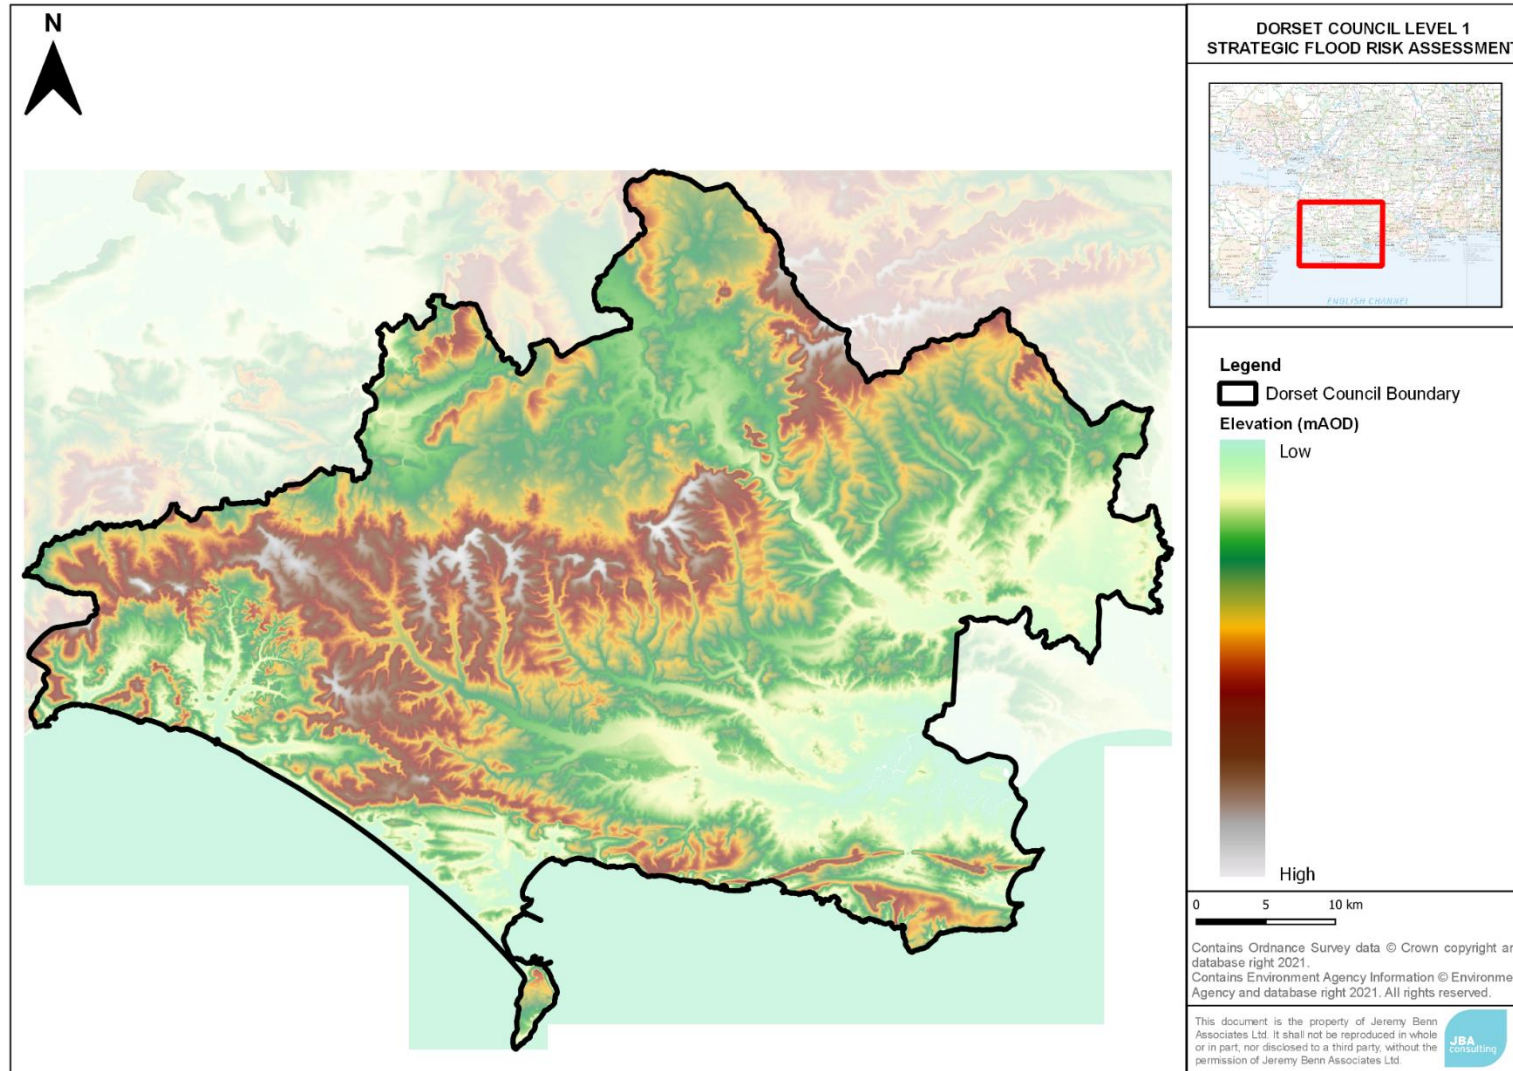 N
DORSET COUNCIL LEVEL 1
STRATEGIC FLOOD RISK ASSESSMENT
ENGLISH CHANNEL
Legend
Dorset Council Boundary
Elevation (mAOD)
Low
High
0 5 10 km
Contains Ordnance Survey data © Crown copyright an
database right 2021.
Contains Environment Agency Information © Environme
Agency and database right 2021. All rights reserved.
This document is the property of Jeremy Benn
Associates Ltd. It shall not be reproduced in whole
or in part, nor disclosed to a third party, without the
permission of Jeremy Benn Associates Ltd.
JBA
consulting